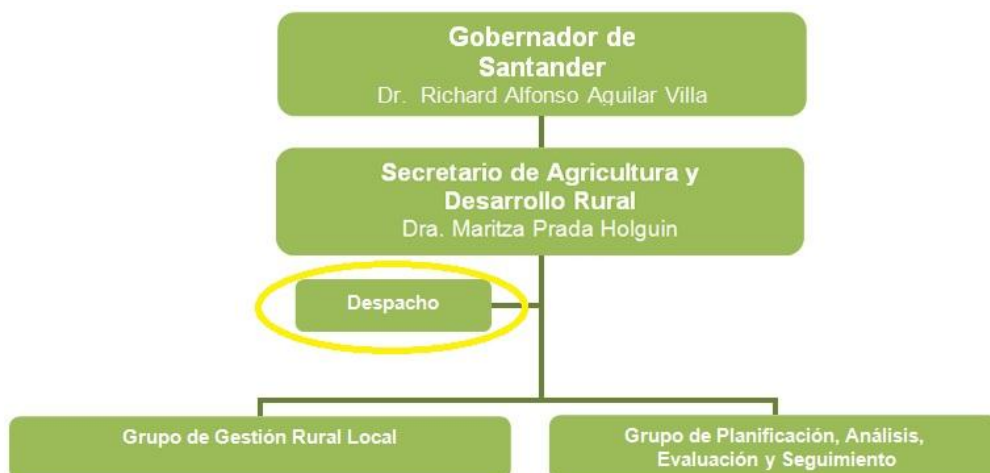 Gobernador de
Santander
Dr. Richard Alfonso Aguilar Villa
Secretario de Agricultura y
Desarrollo Rural
Dra. Maritza Prada Holguin
Despacho
Grupo de Gestión Rural Local
Grupo de Planificación, Análisis,
Evaluación y Seguimiento